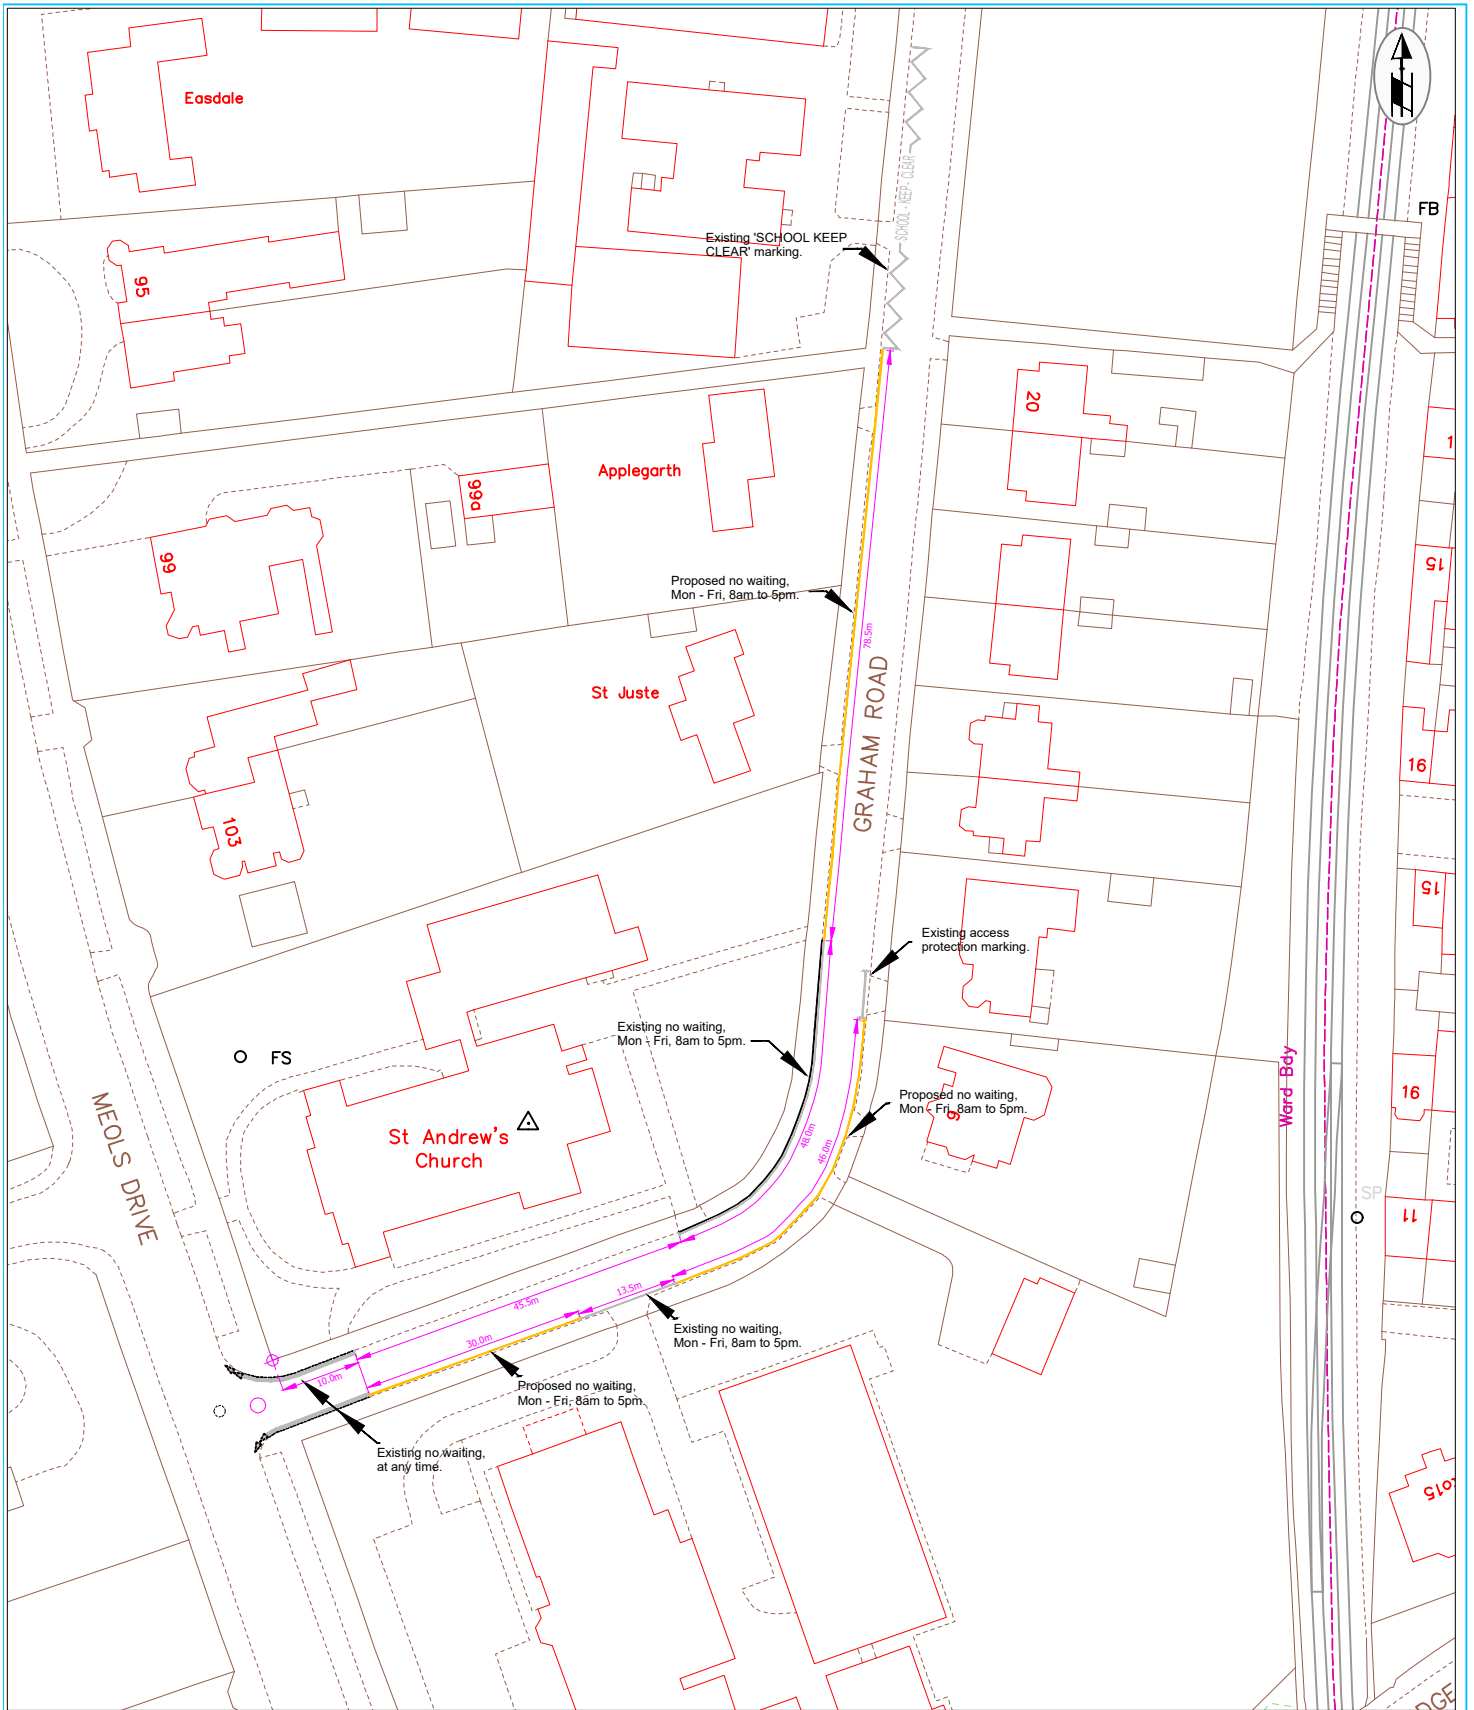 Easdale
FB
SCHOOL - KEEP - CLEAR
Existing 'SCHOOL KEEP
CLEAR' marking.
95
20
1
Applegarth
99a
99
15
Proposed no waiting,
Mon - Fri, 8am to 5pm.
78.5m
GRAHAM ROAD
St Juste
16
103
15
Existing access
protection marking.
Existing no waiting,
Mon - Fri, 8am to 5pm.
FS
Ward Bdy
16
Proposed no waiting,
Mon - Fri, 8am to 5pm.
9
MEOLS DRIVE
St Andrew's
Church
48.0m
46.0m
SP
11
13.5m
45.5m
Existing no waiting,
Mon - Fri, 8am to 5pm.
30.0m
10.0m
Proposed no waiting,
Mon - Fri, 8am to 5pm.
Existing no waiting,
at any time.
to15
DGE